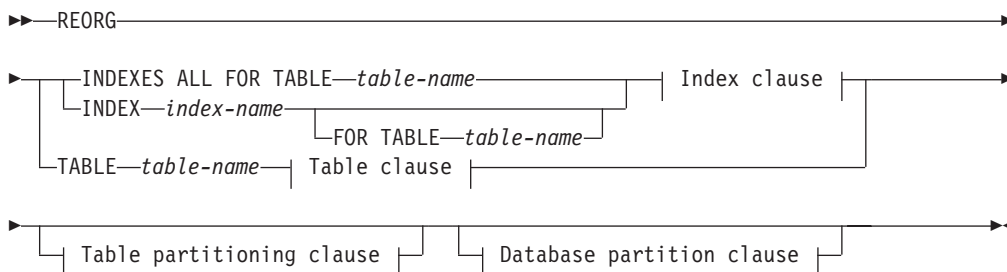 REORG
INDEXES ALL FOR TABLE table-name Index clause
INDEX index-name
FOR TABLE table-name
TABLE table-name Table clause
Table partitioning clause Database partition clause